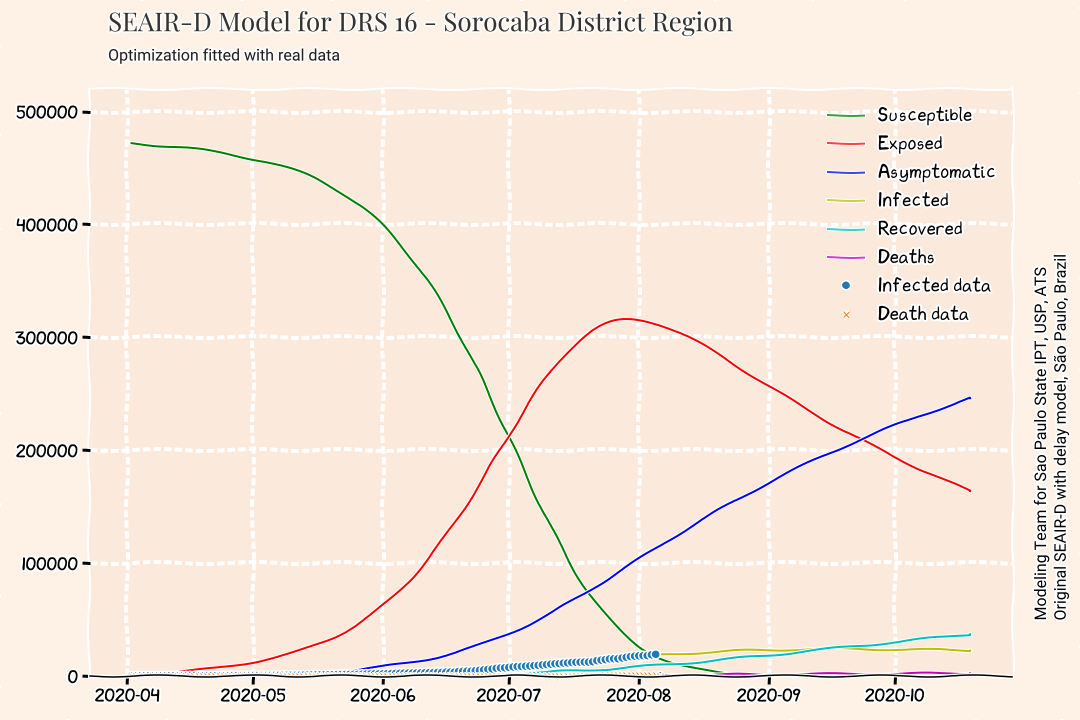 SEAIR-D Model for DRS 16 - Sorocaba District Region
Optimization fitted with real data
500000
400000
300000
200000
100000
0
2020-04
2020-05
2020-06
2020-07
2020-08
2020-09
2020-10
Susceptible
Exposed
Asymptomatic
Infected
Recovered
Deaths
Infected data
Death data
Modeling Team for Sao Paulo State IPT, USP, ATS
Original SEAIR-D with delay model, São Paulo, Brazil